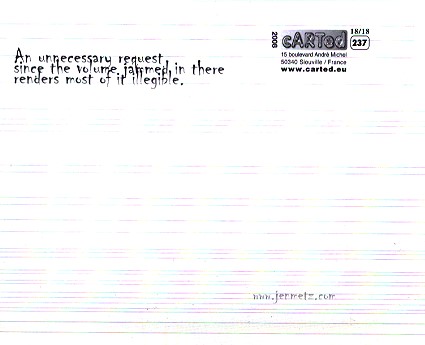 An unnecessary request
since the volume jammed in there
renders most of it illegible.
2008
cARTed
18/18
237
15 boulevard André Michel
50340 Siouville / France
www.carted.eu
www.jenmetz.com